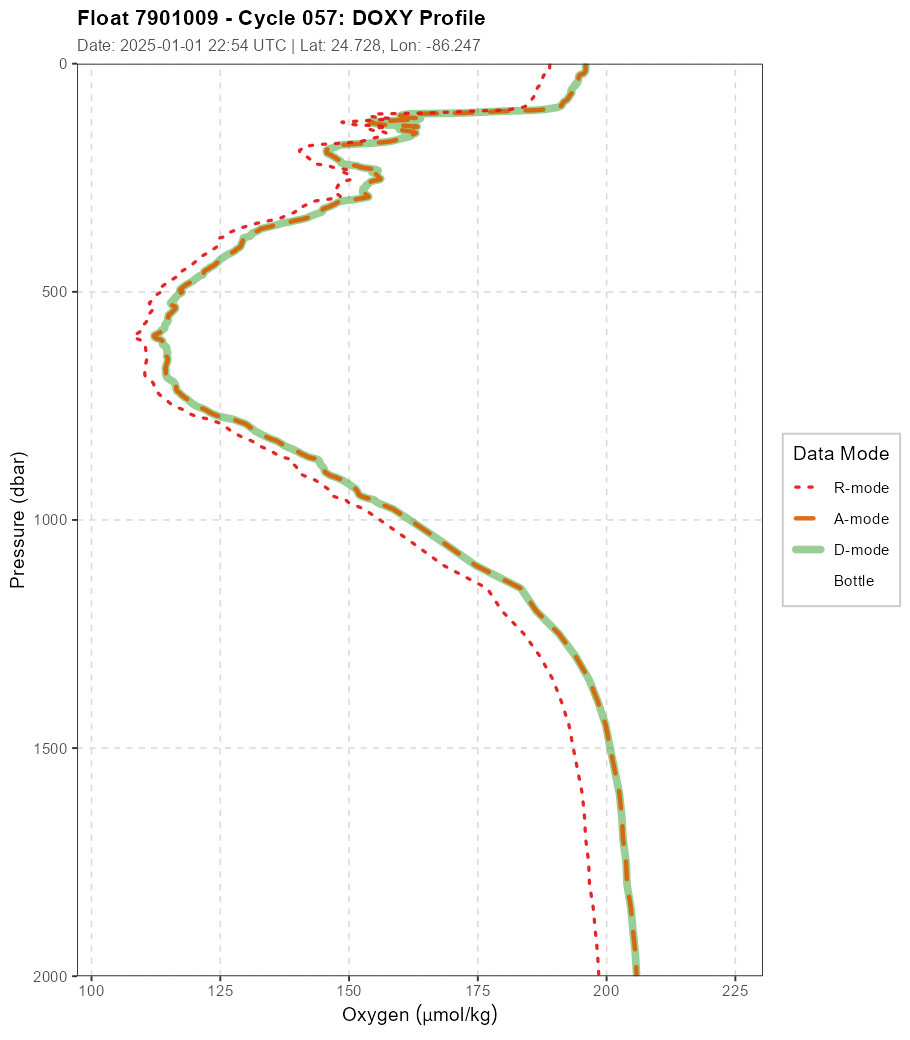 Float 7901009 - Cycle 057: DOXY Profile
Date: 2025-01-01 22:54 UTC | Lat: 24.728, Lon: -86.247
0
500
1000
1500
2000
Pressure (dbar)
100 125 150 175 200 225
Oxygen (μmol/kg)
Data Mode
R-mode
A-mode
D-mode
Bottle